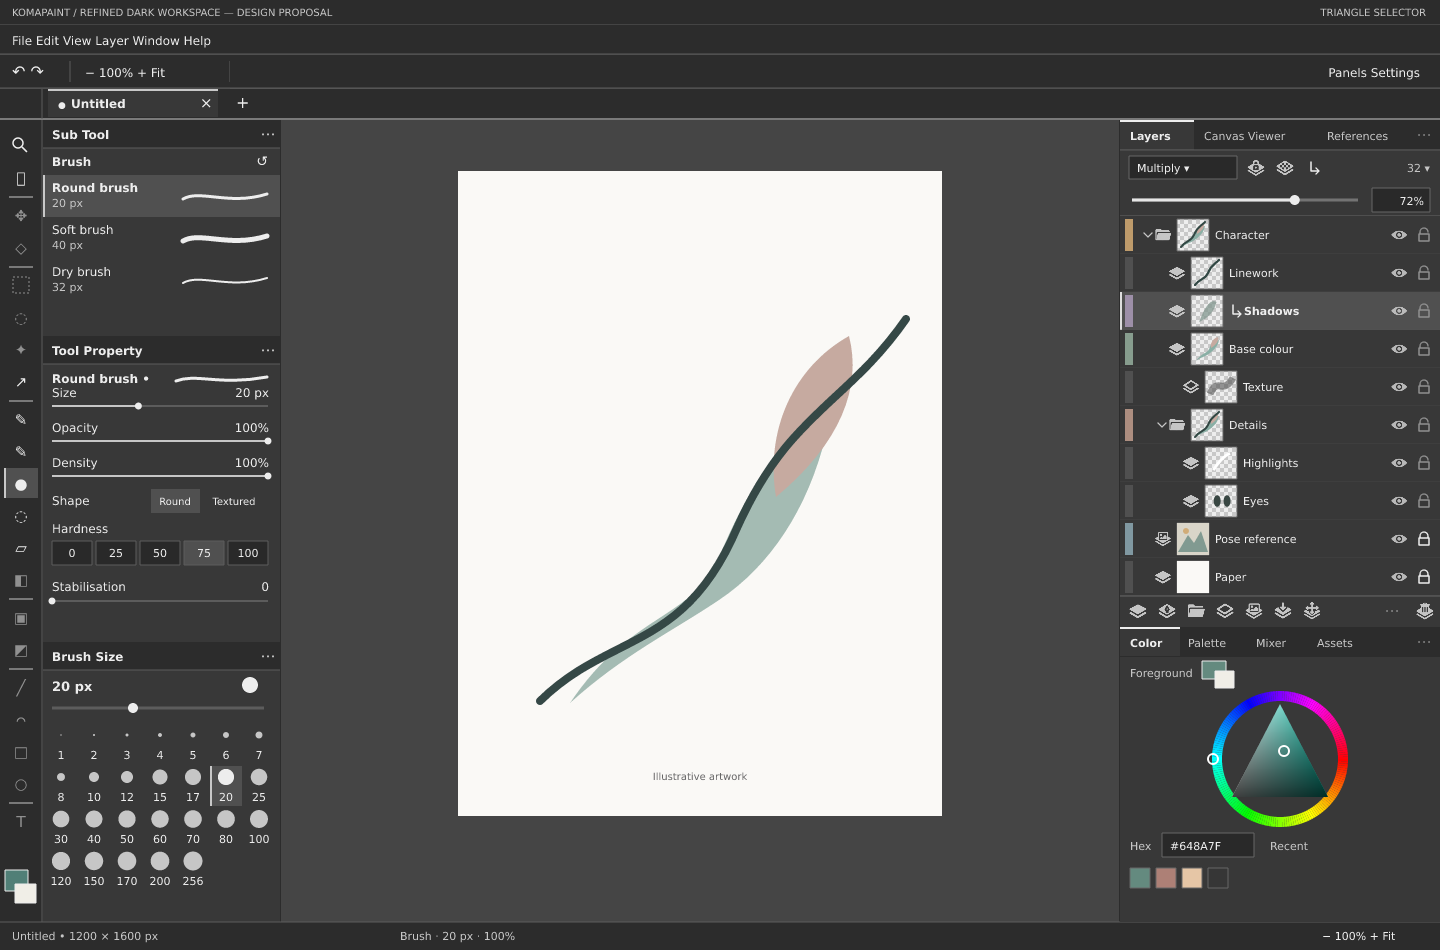 KOMAPAINT / REFINED DARK WORKSPACE — DESIGN PROPOSAL
TRIANGLE SELECTOR
File Edit View Layer Window Help
− 100% + Fit
Panels Settings
● Untitled × +
Sub Tool
Brush
Round brush
20 px
Soft brush
40 px
Dry brush
32 px
Tool Property
Round brush •
Size 20 px
Opacity 100%
Density 100%
Shape Round Textured
Hardness
0 25 50 75 100
Stabilisation 0
Brush Size
20 px
1 2 3 4 5 6 7
8 10 12 15 17 20 25
30 40 50 60 70 80 100
120 150 170 200 256
T
Illustrative artwork
Layers Canvas Viewer References
Multiply ▾ 32 ▾
72%
Character
Linework
Shadows
Base colour
Texture
Details
Highlights
Eyes
Pose reference
Paper
Color Palette Mixer Assets
Foreground
Hex #648A7F Recent
Untitled • 1200 × 1600 px
Brush · 20 px · 100%
− 100% + Fit